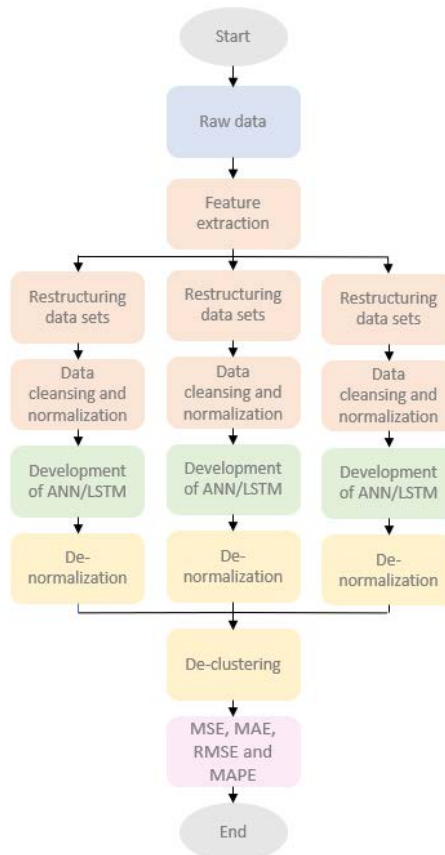 Start
Raw data
Feature
extraction
Restructuring
data sets
Data
cleansing and
normalization
Development
of ANN/LSTM
De-
normalization
Restructuring
data sets
Data
cleansing and
normalization
Development
of ANN/LSTM
De-
normalization
Restructuring
data sets
Data
cleansing and
normalization
Development
of ANN/LSTM
De-
normalization
De-clustering
MSE, MAE,
RMSE and
MAPE
End